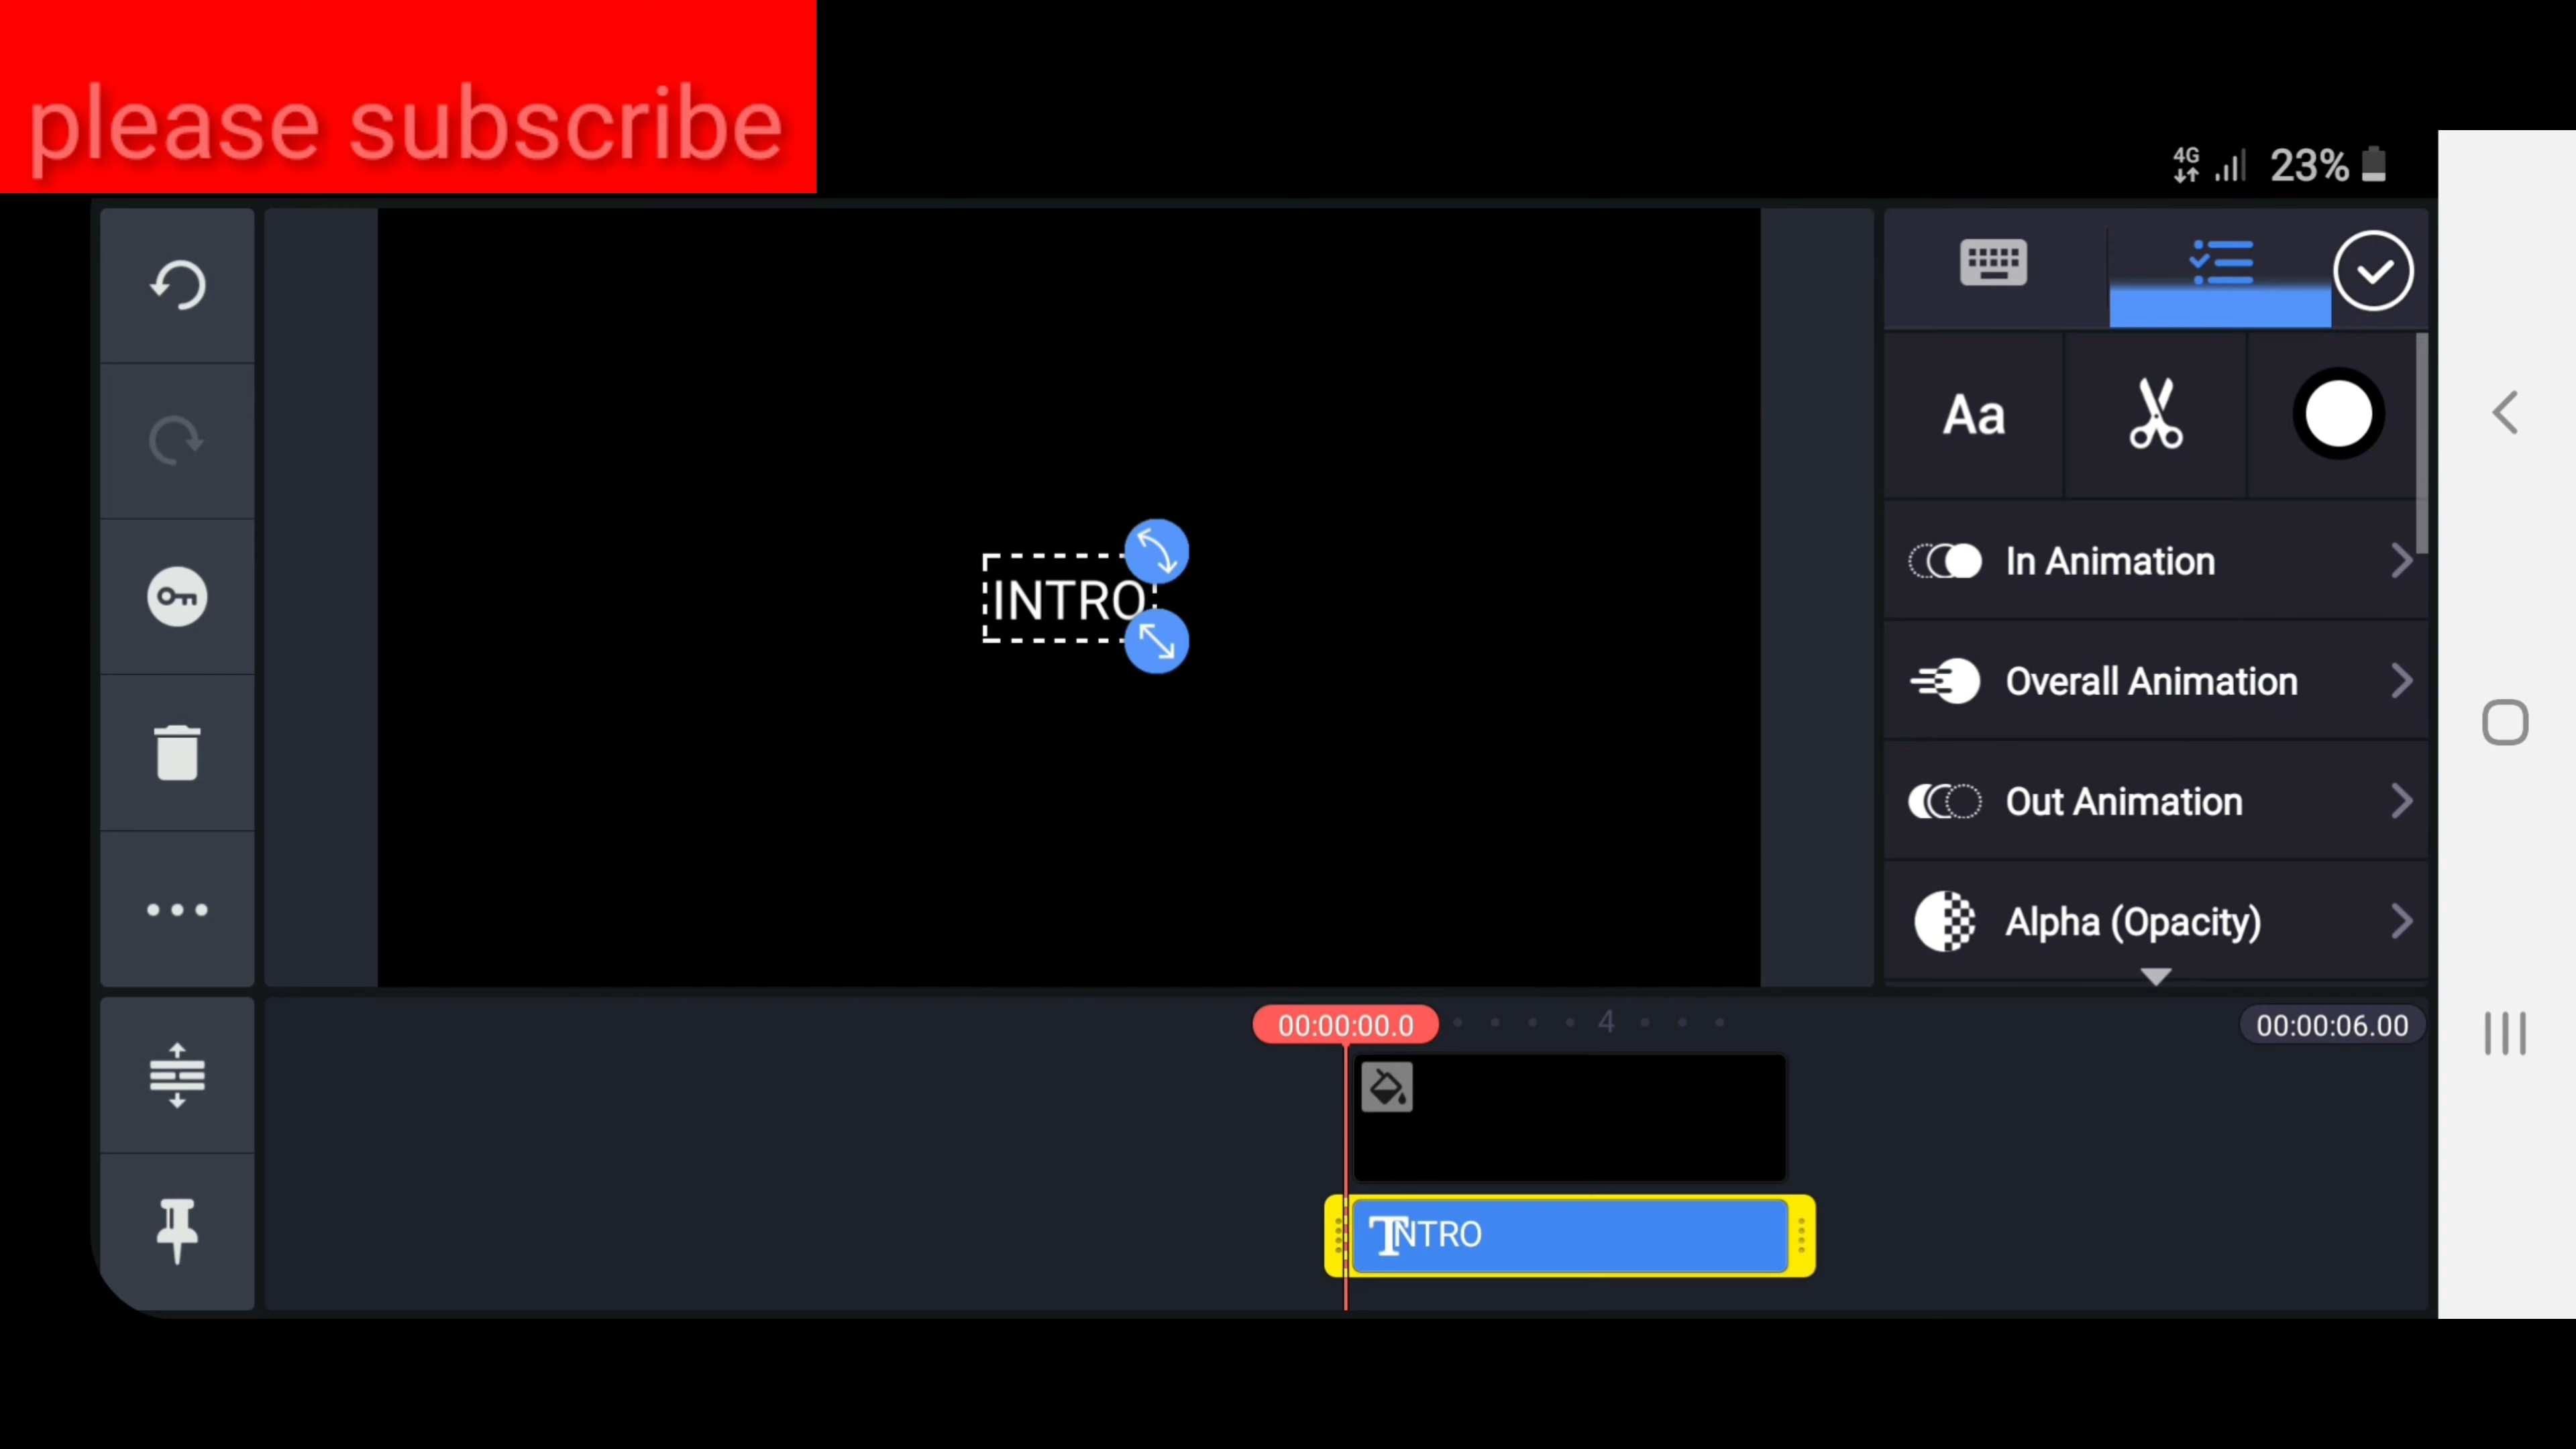 please subscribe
4G 23%
Aa
INTRO
In Animation
Overall Animation
Out Animation
Alpha (Opacity)
00:00:00.0
4
00:00:06.00
T NTRO